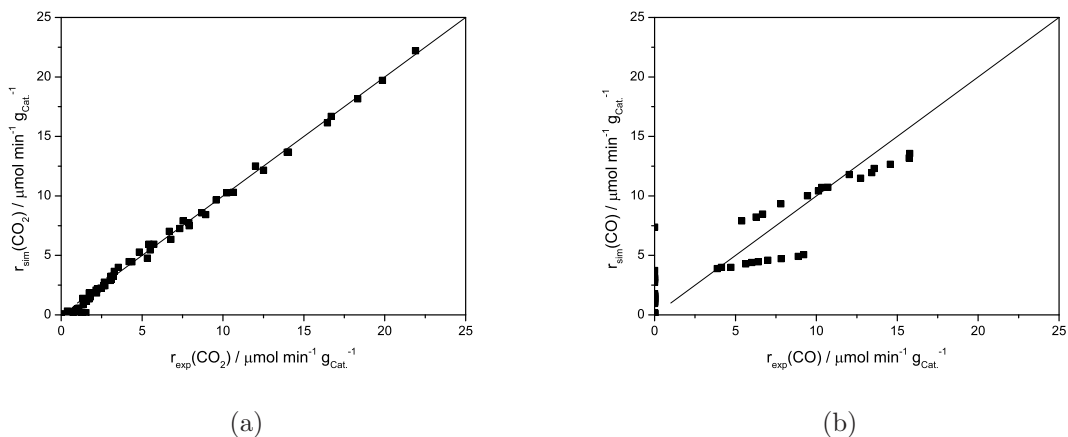 25
20
15
10
5
0
0 5 10 15 20 25
r_sim(CO₂) / μmol min⁻¹ g_Cat.⁻¹
r_exp(CO₂) / μmol min⁻¹ g_Cat.⁻¹
(a)
25
20
15
10
5
0
0 5 10 15 20 25
r_sim(CO) / μmol min⁻¹ g_Cat.⁻¹
r_exp(CO) / μmol min⁻¹ g_Cat.⁻¹
(b)